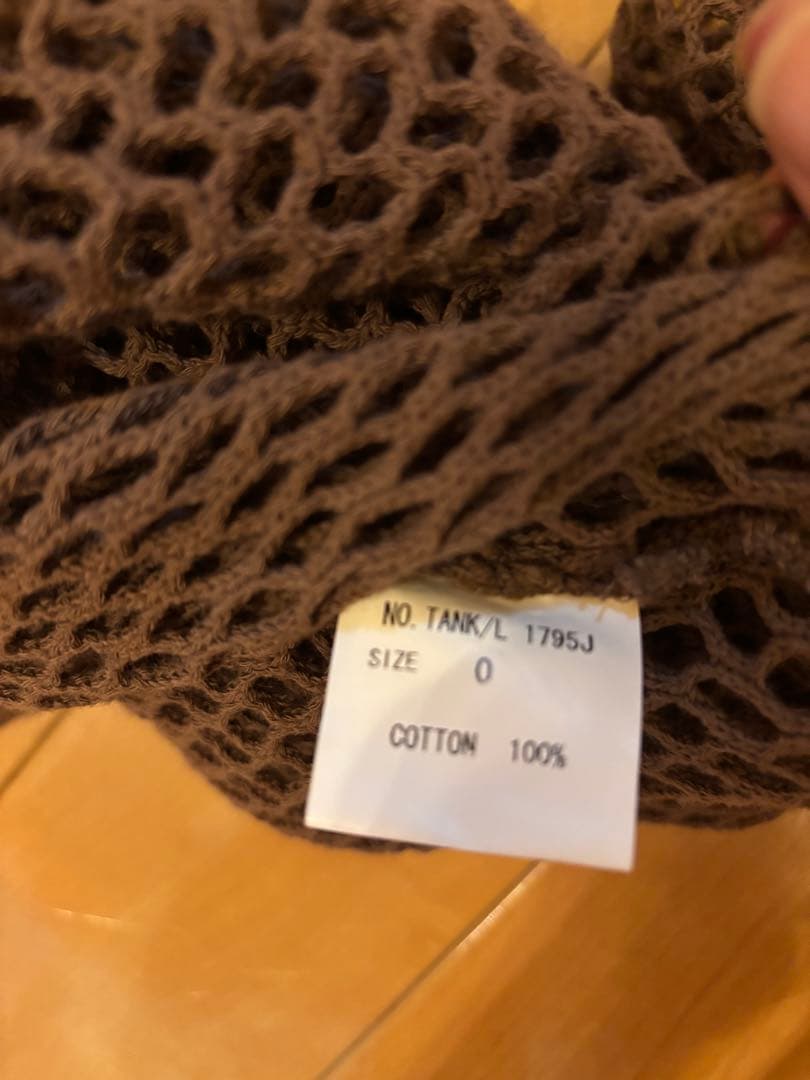 NO. TANK/L 1795J
SIZE 0
COTTON 100%